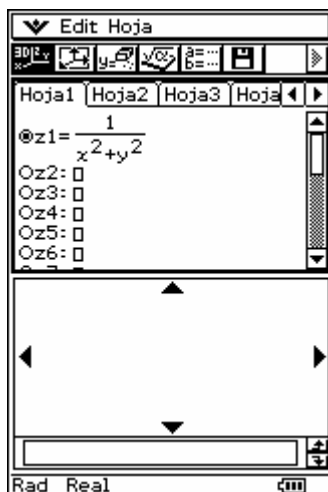 Edit Hoja
Hoja1 Hoja2 Hoja3 Hoja
z1=1/(x²+y²)
z2:
z3:
z4:
z5:
z6:
Rad Real